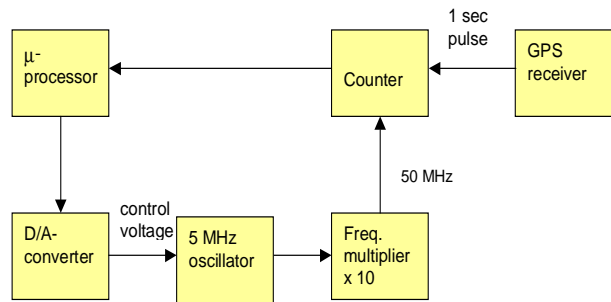 1 sec
pulse
μ-
processor
Counter
GPS
receiver
50 MHz
control
voltage
D/A-
converter
5 MHz
oscillator
Freq.
multiplier
x 10